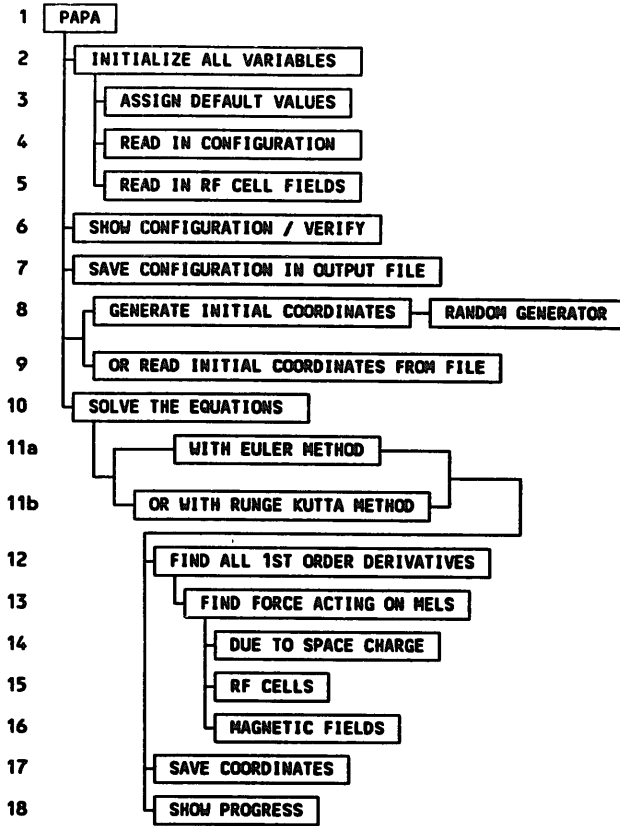 1 PAPA
2 INITIALIZE ALL VARIABLES
3 ASSIGN DEFAULT VALUES
4 READ IN CONFIGURATION
5 READ IN RF CELL FIELDS
6 SHOW CONFIGURATION / VERIFY
7 SAVE CONFIGURATION IN OUTPUT FILE
8 GENERATE INITIAL COORDINATES RANDOM GENERATOR
9 OR READ INITIAL COORDINATES FROM FILE
10 SOLVE THE EQUATIONS
11a WITH EULER METHOD
11b OR WITH RUNGE KUTTA METHOD
12 FIND ALL 1ST ORDER DERIVATIVES
13 FIND FORCE ACTING ON MELS
14 DUE TO SPACE CHARGE
15 RF CELLS
16 MAGNETIC FIELDS
17 SAVE COORDINATES
18 SHOW PROGRESS